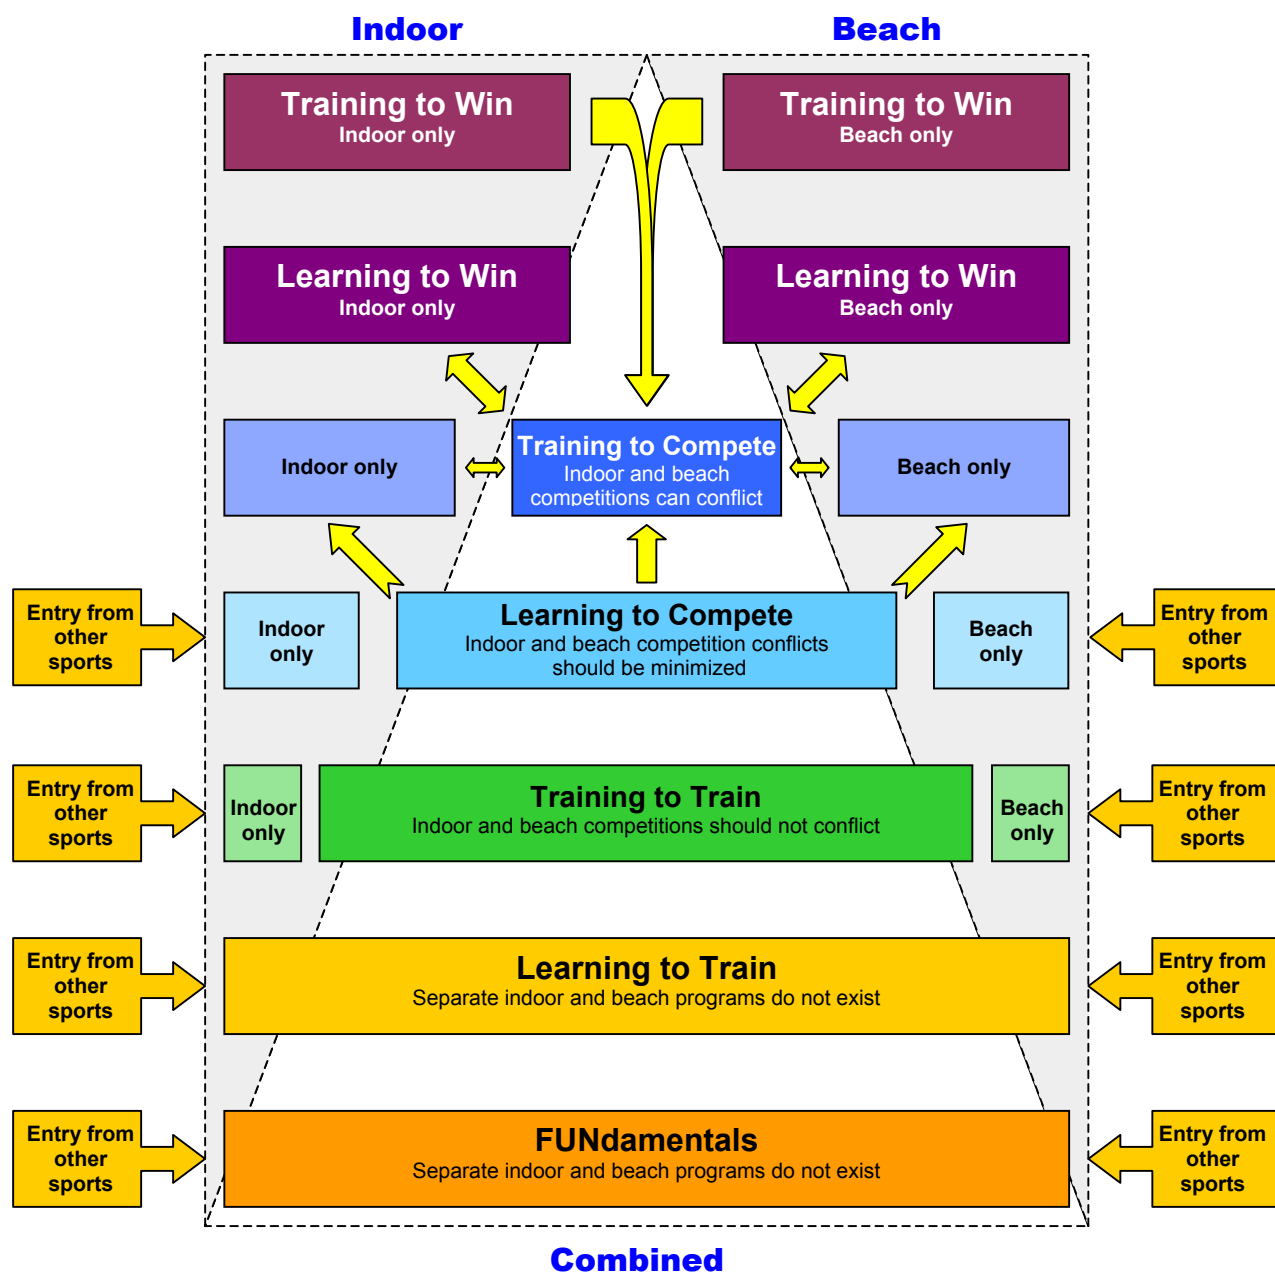 Indoor
Beach
Training to Win
Indoor only
Training to Win
Beach only
Learning to Win
Indoor only
Learning to Win
Beach only
Indoor only
Training to Compete
Indoor and beach
competitions can conflict
Beach only
Entry from
other
sports
Indoor
only
Learning to Compete
Indoor and beach competition conflicts
should be minimized
Beach
only
Entry from
other
sports
Entry from
other
sports
Indoor
only
Training to Train
Indoor and beach competitions should not conflict
Beach
only
Entry from
other
sports
Entry from
other
sports
Learning to Train
Separate indoor and beach programs do not exist
Entry from
other
sports
Entry from
other
sports
FUNdamentals
Separate indoor and beach programs do not exist
Entry from
other
sports
Combined